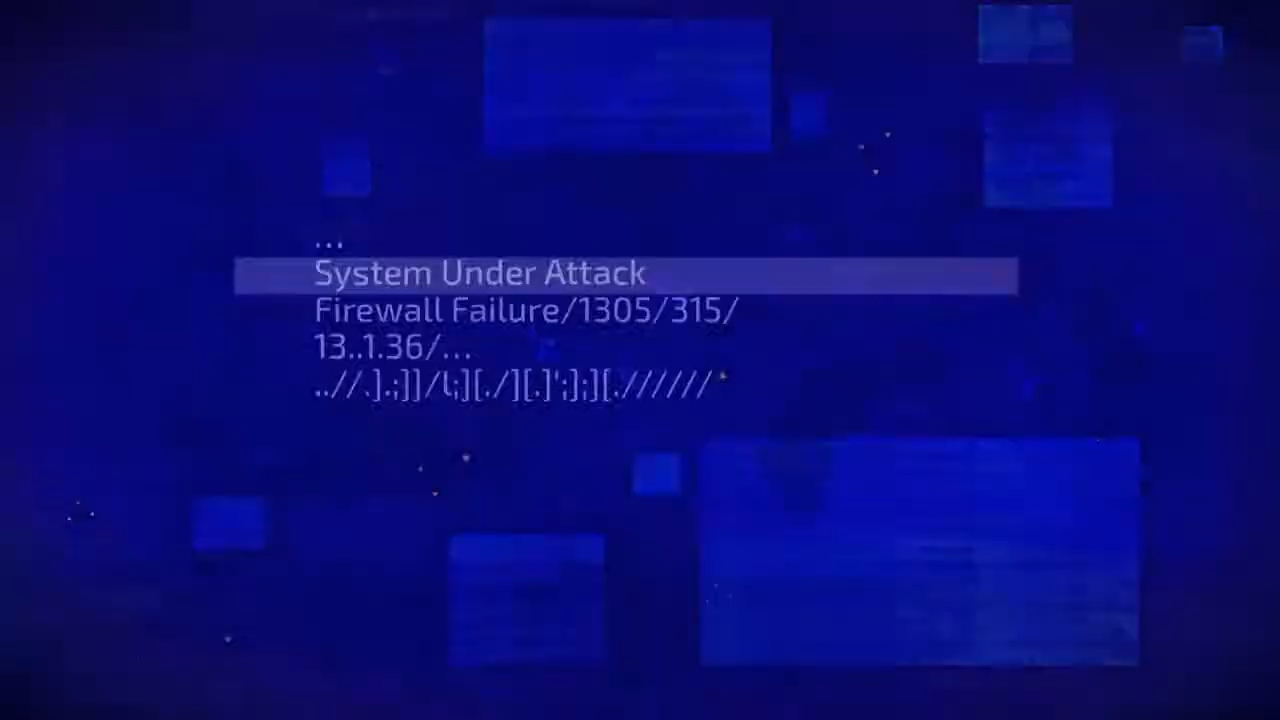 ...
System Under Attack
Firewall Failure/1305/315/
13..1.36/...
..//.].;]]/l;][./][.]';];][.//////